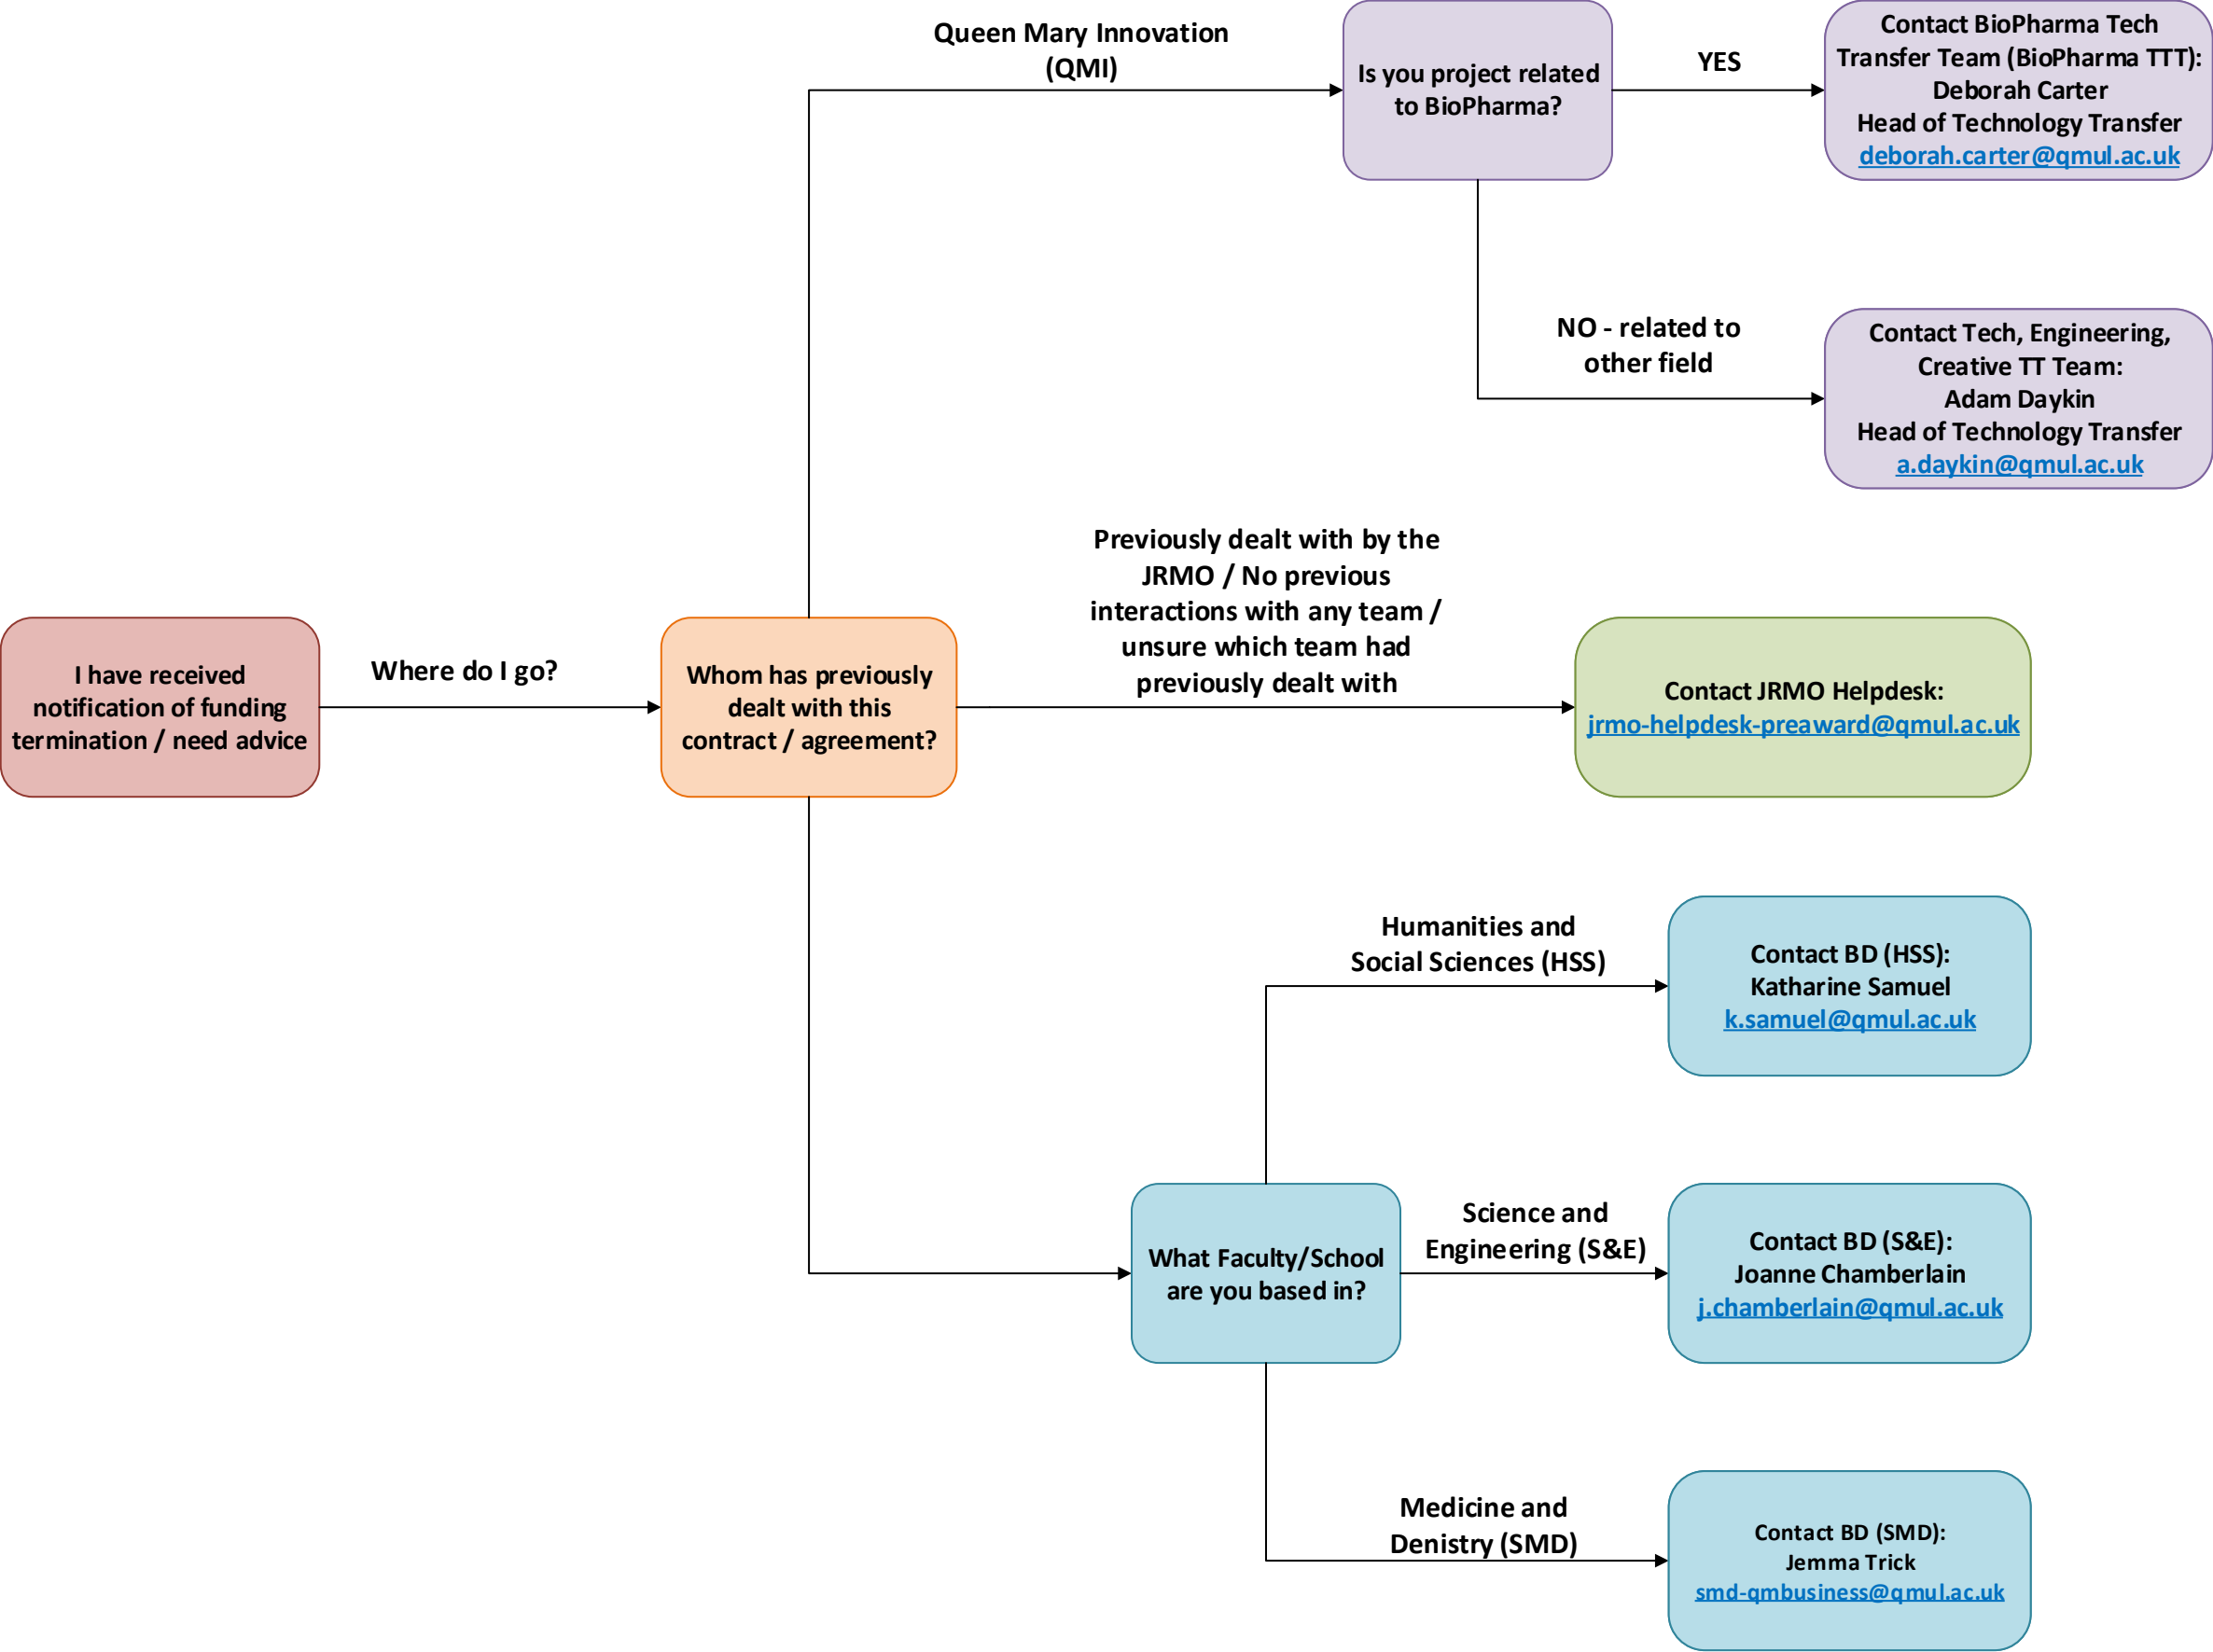 Queen Mary Innovation
(QMI)
Is you project related
to BioPharma?
YES
Contact BioPharma Tech
Transfer Team (BioPharma TTT):
Deborah Carter
Head of Technology Transfer
deborah.carter@qmul.ac.uk
NO - related to
other field
Contact Tech, Engineering,
Creative TT Team:
Adam Daykin
Head of Technology Transfer
a.daykin@qmul.ac.uk
I have received
notification of funding
termination / need advice
Where do I go?
Whom has previously
dealt with this
contract / agreement?
Previously dealt with by the
JRMO / No previous
interactions with any team /
unsure which team had
previously dealt with
Contact JRMO Helpdesk:
jrmo-helpdesk-preaward@qmul.ac.uk
What Faculty/School
are you based in?
Humanities and
Social Sciences (HSS)
Contact BD (HSS):
Katharine Samuel
k.samuel@qmul.ac.uk
Science and
Engineering (S&E)
Contact BD (S&E):
Joanne Chamberlain
j.chamberlain@qmul.ac.uk
Medicine and
Denistry (SMD)
Contact BD (SMD):
Jemma Trick
smd-qmbusiness@qmul.ac.uk